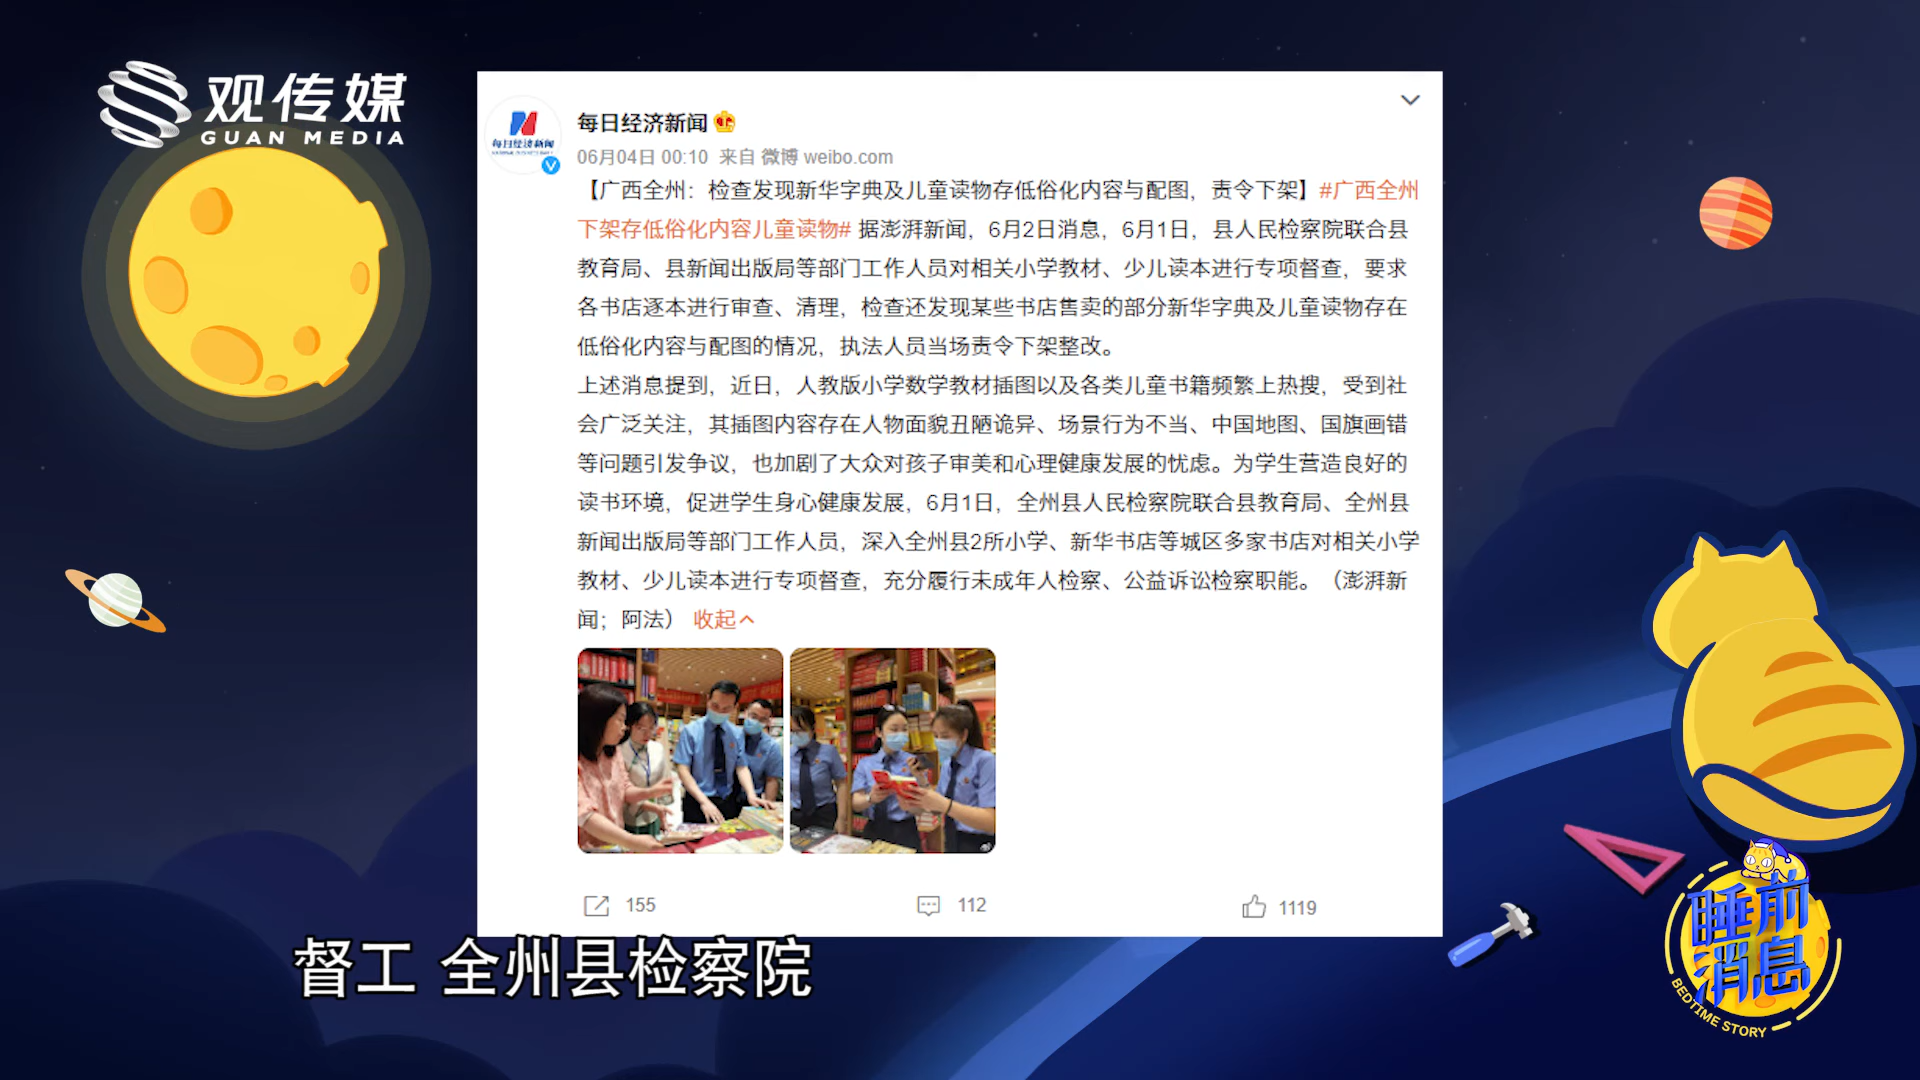 观传媒
GUAN MEDIA
每日经济新闻
每日经济新闻
06月04日 00:10 来自 微博 weibo.com
【广西全州：检查发现新华字典及儿童读物存低俗化内容与配图，责令下架】#广西全州
下架存低俗化内容儿童读物# 据澎湃新闻，6月2日消息，6月1日，县人民检察院联合县
教育局、县新闻出版局等部门工作人员对相关小学教材、少儿读本进行专项督查，要求
各书店逐本进行审查、清理，检查还发现某些书店售卖的部分新华字典及儿童读物存在
低俗化内容与配图的情况，执法人员当场责令下架整改。
上述消息提到，近日，人教版小学数学教材插图以及各类儿童书籍频繁上热搜，受到社
会广泛关注，其插图内容存在人物面貌丑陋诡异、场景行为不当、中国地图、国旗画错
等问题引发争议，也加剧了大众对孩子审美和心理健康发展的忧虑。为学生营造良好的
读书环境，促进学生身心健康发展，6月1日，全州县人民检察院联合县教育局、全州县
新闻出版局等部门工作人员，深入全州县2所小学、新华书店等城区多家书店对相关小学
教材、少儿读本进行专项督查，充分履行未成年人检察、公益诉讼检察职能。（澎湃新
闻；阿法） 收起
155
112
1119
督工 全州县检察院
睡前
消息
BEDTIME STORY